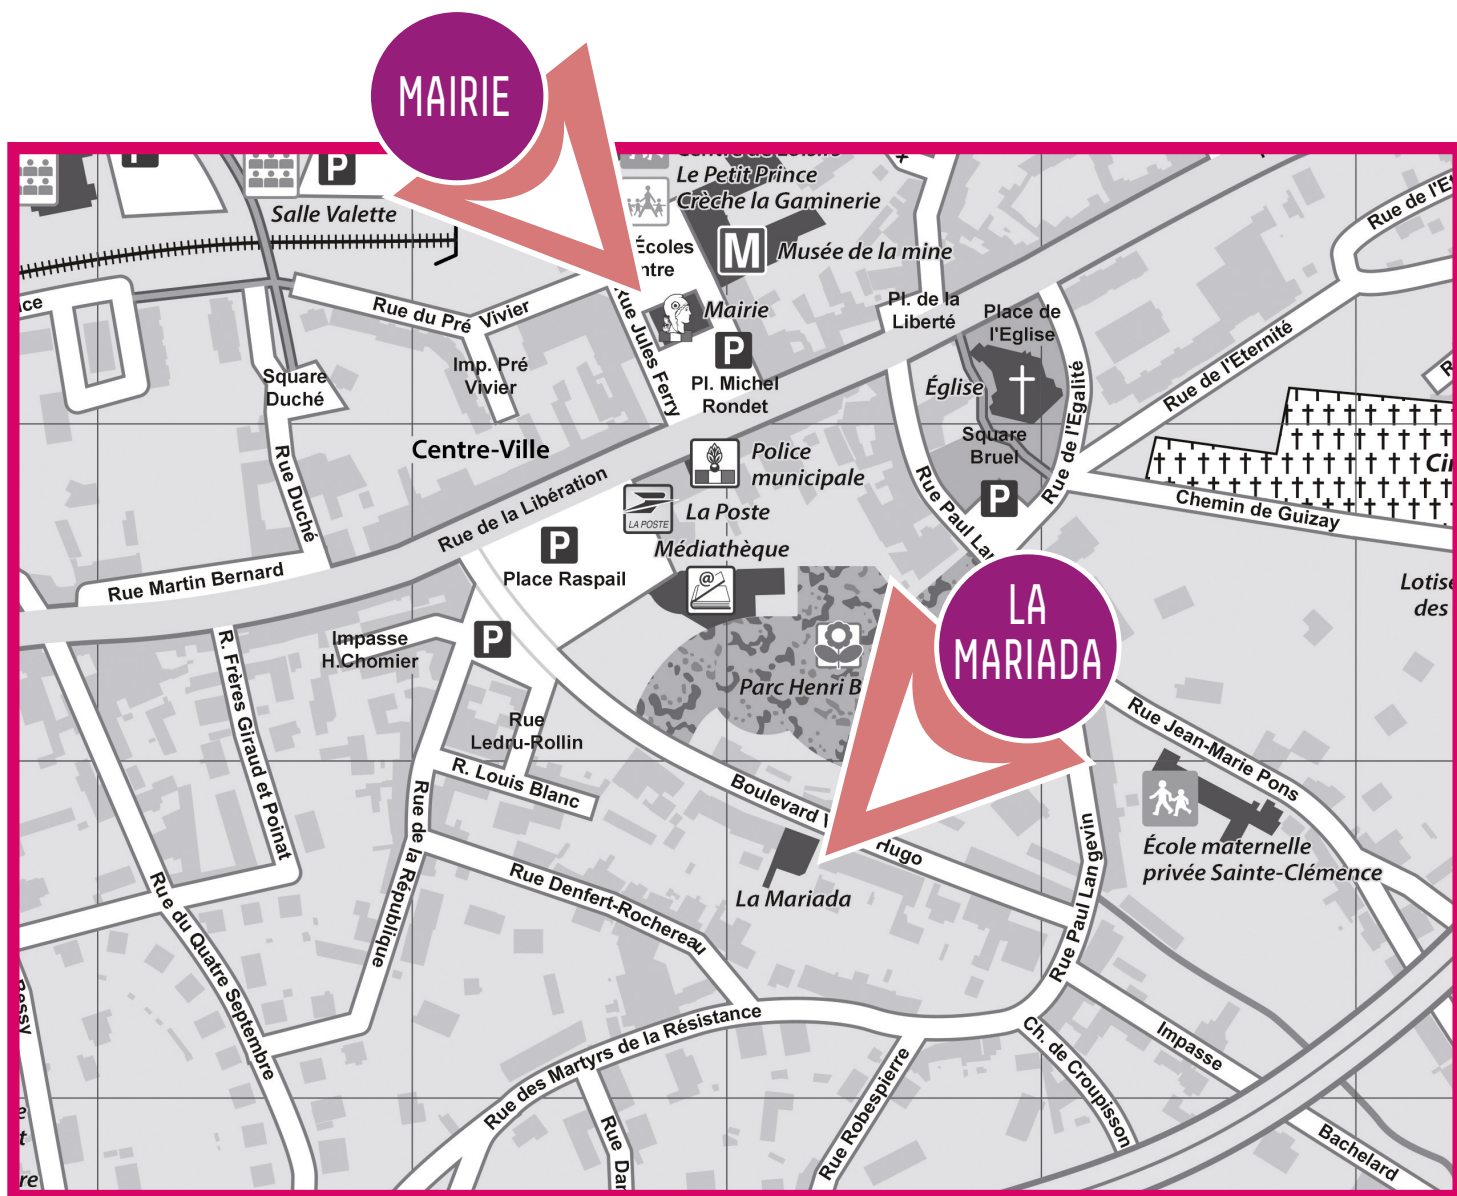 MAIRIE
P
P
Le Petit Prince
Crèche la Gaminerie
Salle Valette
Écoles
M
Musée de la mine
Mairie
P
Pl. Michel
Rondet
Pl. de la
Liberté
Place de
l'Eglise
Église
Square
Bruel
P
Rue de l'Egalité
Rue de l'Eternité
Chemin de Guizay
Rue du Pré Vivier
Imp. Pré
Vivier
Rue Jules Ferry
Square
Duché
Rue Duché
Centre-Ville
Rue de la Libération
Police
municipale
LA POSTE
La Poste
Médiathèque
@
P
Place Raspail
Rue Martin Bernard
Impasse
H.Chomier
P
R. Frères Giraud et Poinat
Rue
Ledru-Rollin
R. Louis Blanc
Rue de la République
Parc Henri B
LA
MARIADA
Boulevard V
Hugo
La Mariada
Rue Jean-Marie Pons
École maternelle
privée Sainte-Clémence
Rue Paul Langevin
Rue Denfert-Rochereau
Rue du Quatre Septembre
Rue des Martyrs de la Résistance
Rue Robespierre
Ch. de Croupisson
Impasse
Bachelard
Rue Dar
Rue Paul La
Rue de l'Et
Lotis
des